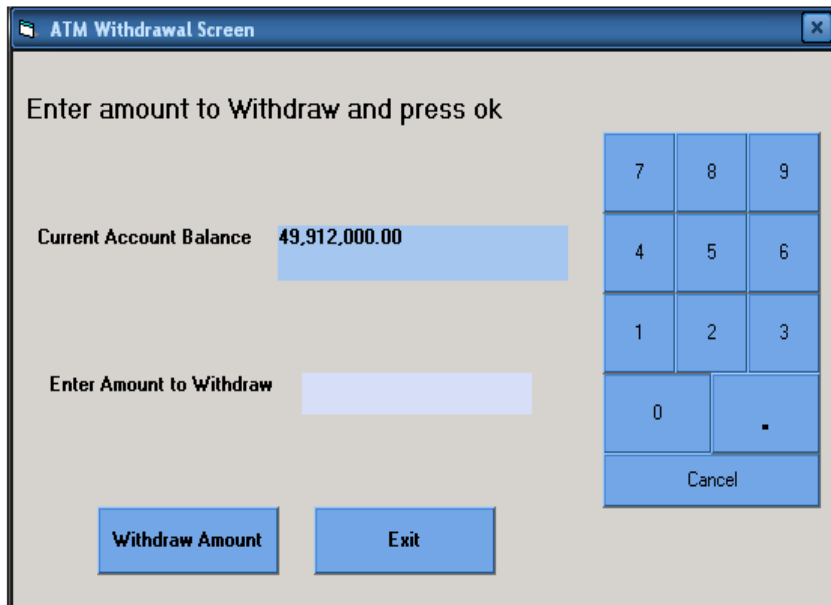 ATM Withdrawal Screen
Enter amount to Withdraw and press ok
Current Account Balance 49,912,000.00
Enter Amount to Withdraw
Withdraw Amount Exit
7 8 9
4 5 6
1 2 3
0 .
Cancel